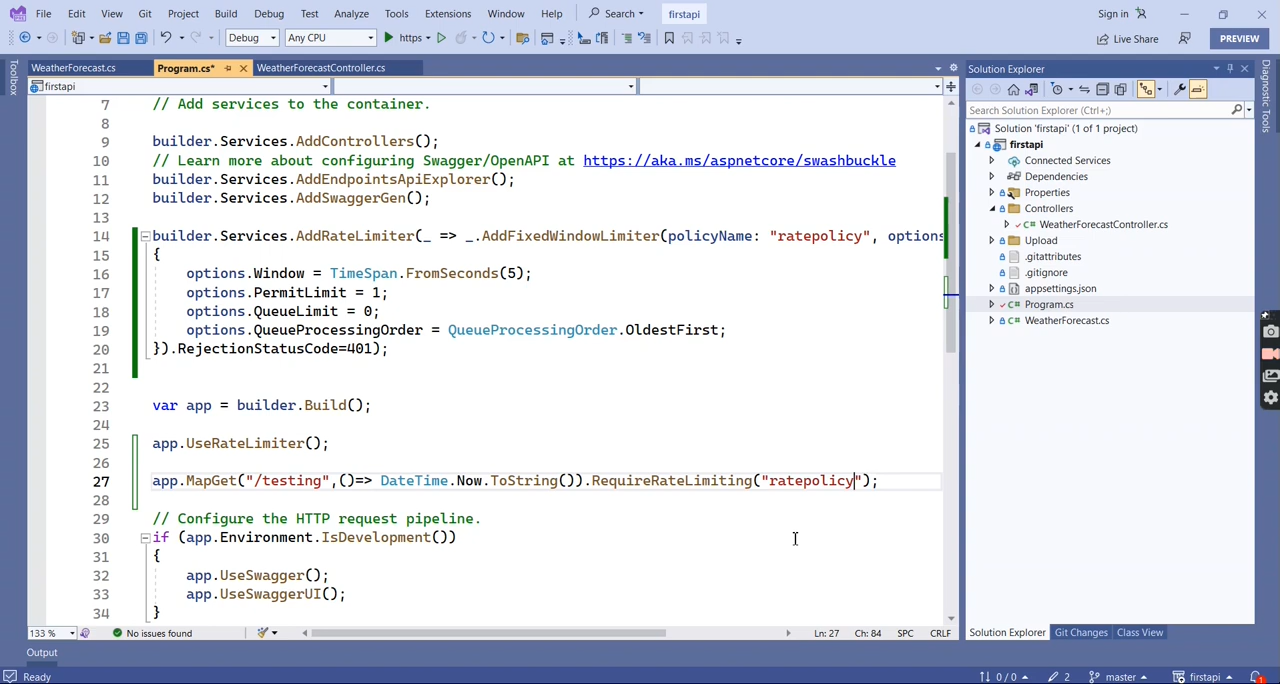 File Edit View Git Project Build Debug Test Analyze Tools Extensions Window Help Search firstapi Sign in
Debug Any CPU https Live Share PREVIEW
Toolbox
WeatherForecast.cs Program.cs* WeatherForecastController.cs
firstapi
7 // Add services to the container.
8
9 builder.Services.AddControllers();
10 // Learn more about configuring Swagger/OpenAPI at https://aka.ms/aspnetcore/swashbuckle
11 builder.Services.AddEndpointsApiExplorer();
12 builder.Services.AddSwaggerGen();
13
14 builder.Services.AddRateLimiter(_ => _.AddFixedWindowLimiter(policyName: "ratepolicy", options
15 {
16 options.Window = TimeSpan.FromSeconds(5);
17 options.PermitLimit = 1;
18 options.QueueLimit = 0;
19 options.QueueProcessingOrder = QueueProcessingOrder.OldestFirst;
20 }).RejectionStatusCode=401);
21
22
23 var app = builder.Build();
24
25 app.UseRateLimiter();
26
27 app.MapGet("/testing",()=> DateTime.Now.ToString()).RequireRateLimiting("ratepolicy");
28
29 // Configure the HTTP request pipeline.
30 if (app.Environment.IsDevelopment())
31 {
32 app.UseSwagger();
33 app.UseSwaggerUI();
34 }
133 % No issues found Ln: 27 Ch: 84 SPC CRLF
Output
Solution Explorer
Search Solution Explorer (Ctrl+;)
Solution 'firstapi' (1 of 1 project)
firstapi
Connected Services
Dependencies
Properties
Controllers
C# WeatherForecastController.cs
Upload
.gitattributes
.gitignore
appsettings.json
C# Program.cs
C# WeatherForecast.cs
Solution Explorer Git Changes Class View
Diagnostic Tools
Ready 0 / 0 2 master firstapi 1